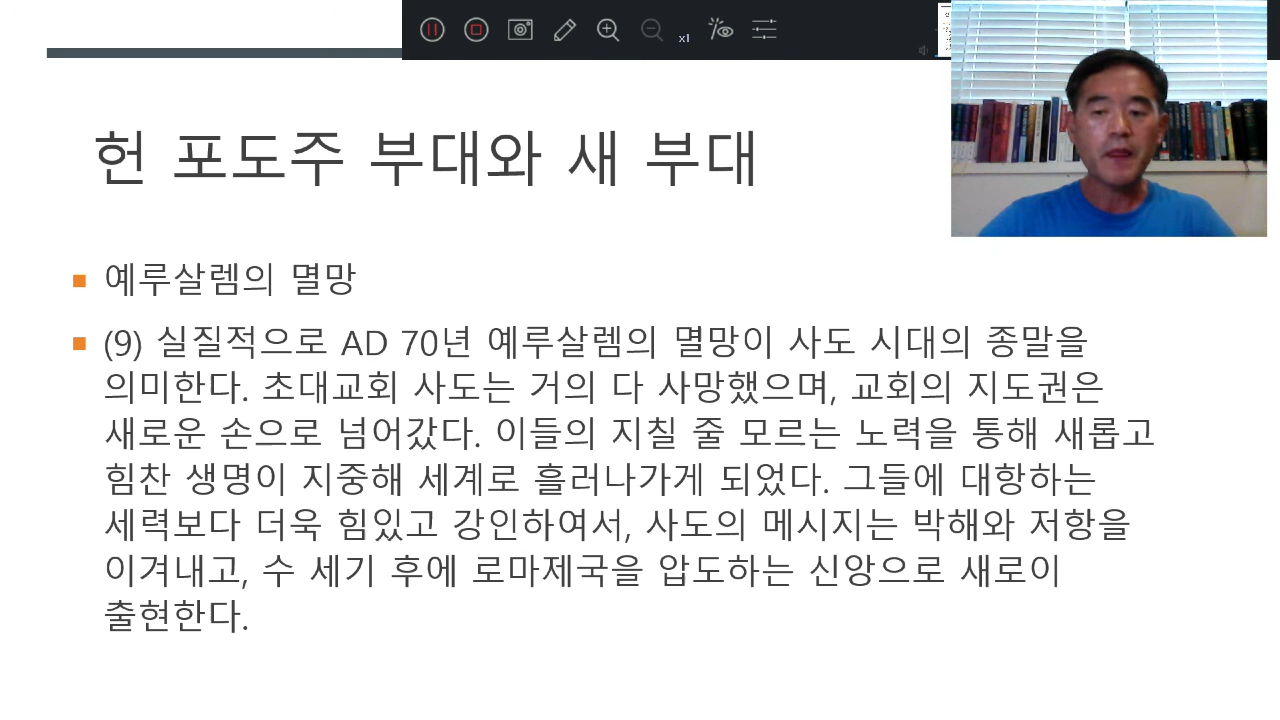 x1
헌 포도주 부대와 새 부대
예루살렘의 멸망
(9) 실질적으로 AD 70년 예루살렘의 멸망이 사도 시대의 종말을
의미한다. 초대교회 사도는 거의 다 사망했으며, 교회의 지도권은
새로운 손으로 넘어갔다. 이들의 지칠 줄 모르는 노력을 통해 새롭고
힘찬 생명이 지중해 세계로 흘러나가게 되었다. 그들에 대항하는
세력보다 더욱 힘있고 강인하여서, 사도의 메시지는 박해와 저항을
이겨내고, 수 세기 후에 로마제국을 압도하는 신앙으로 새로이
출현한다.